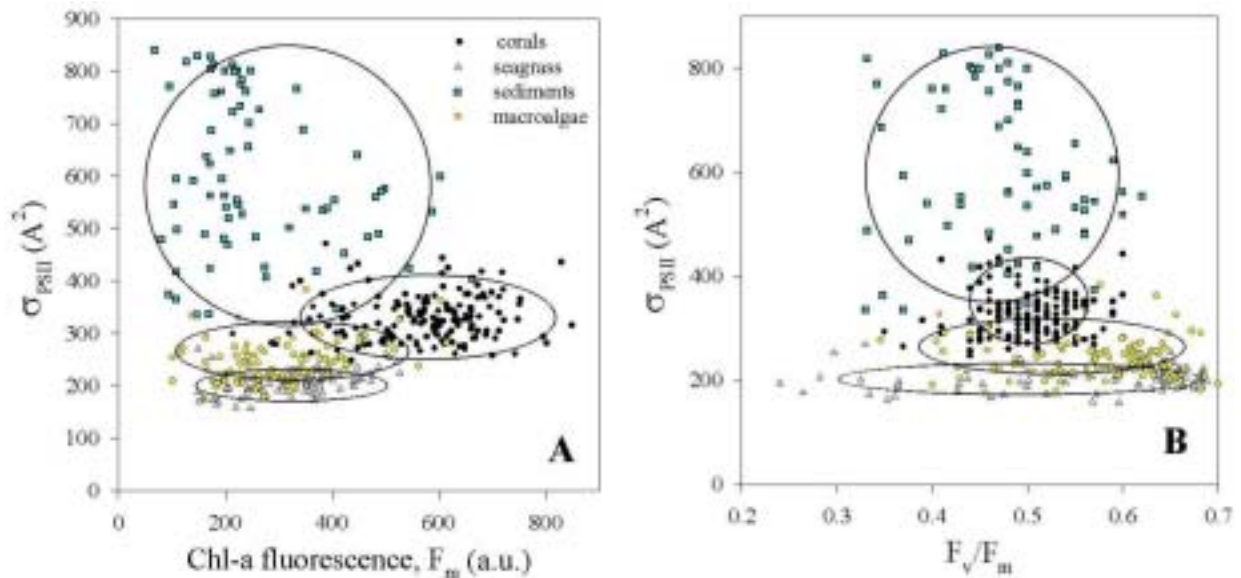 900
800
700
600
500
400
300
200
100
0
σPSII (A²)
corals
seagrass
sediments
macroalgae
A
0 200 400 600 800
Chl-a fluorescence, Fm (a.u.)
800
600
400
200
0
σPSII (A²)
B
0.2 0.3 0.4 0.5 0.6 0.7
Fv/Fm